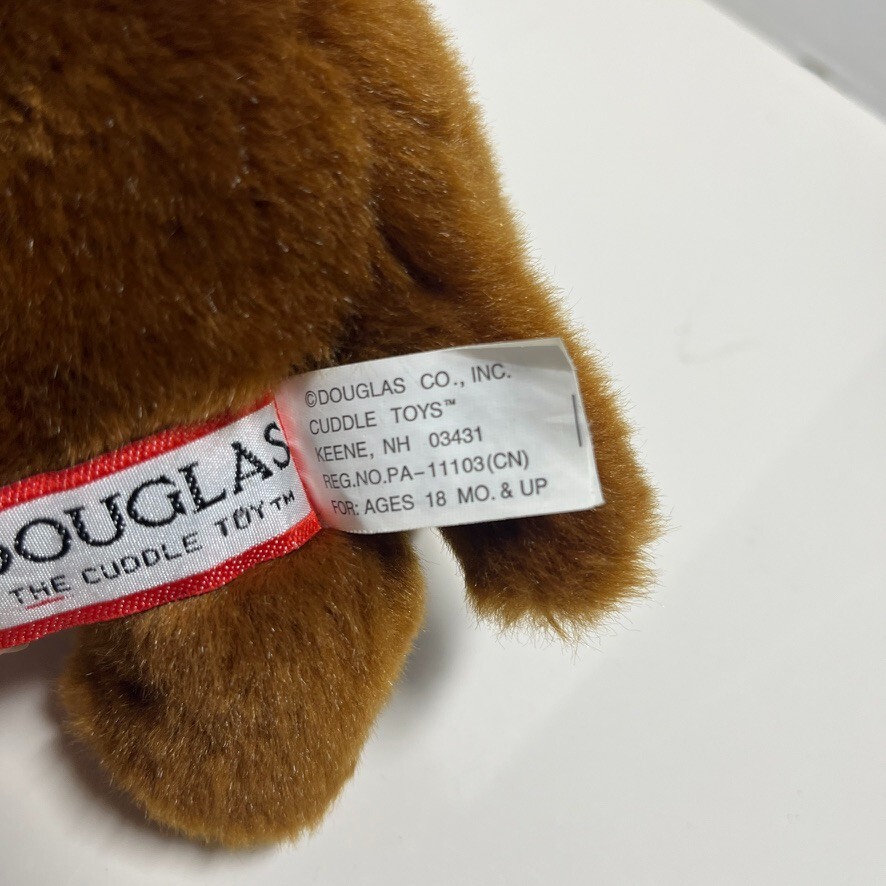 DOUGLAS
THE CUDDLE TOY™
©DOUGLAS CO., INC.
CUDDLE TOYS™
KEENE, NH 03431
REG.NO.PA-11103(CN)
FOR: AGES 18 MO. & UP